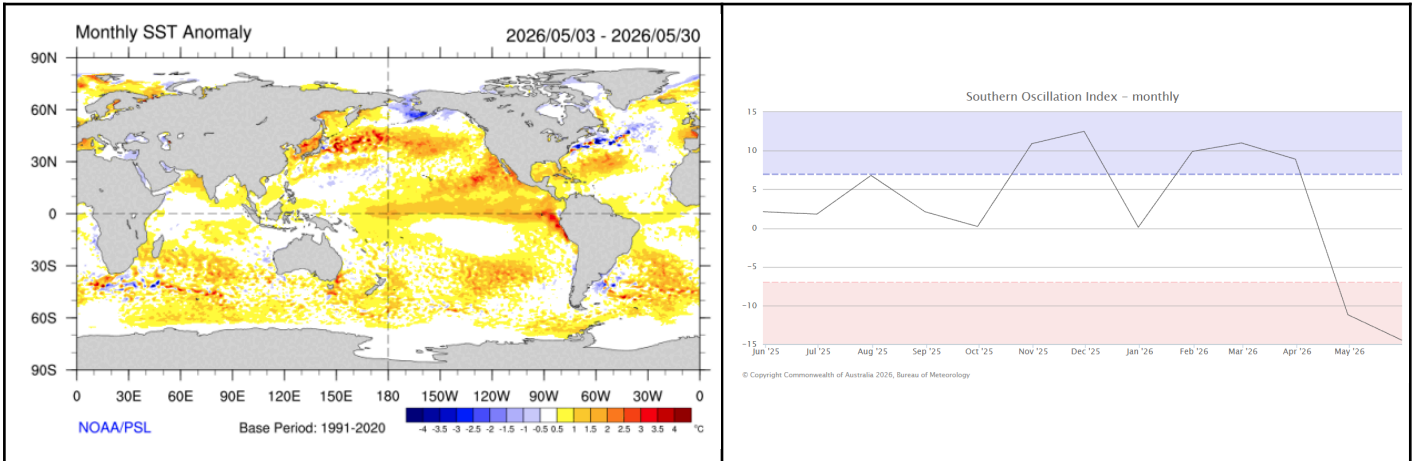 Monthly SST Anomaly 2026/05/03 - 2026/05/30
90N
60N
30N
0
30S
60S
90S
0 30E 60E 90E 120E 150E 180 150W 120W 90W 60W 30W 0
NOAA/PSL Base Period: 1991-2020
-4 -3.5 -3 -2.5 -2 -1.5 -1 -0.5 0.5 1 1.5 2 2.5 3 3.5 4 °C
Southern Oscillation Index – monthly
15
10
5
0
−5
−10
−15
Jun '25 Jul '25 Aug '25 Sep '25 Oct '25 Nov '25 Dec '25 Jan '26 Feb '26 Mar '26 Apr '26 May '26
© Copyright Commonwealth of Australia 2026, Bureau of Meteorology